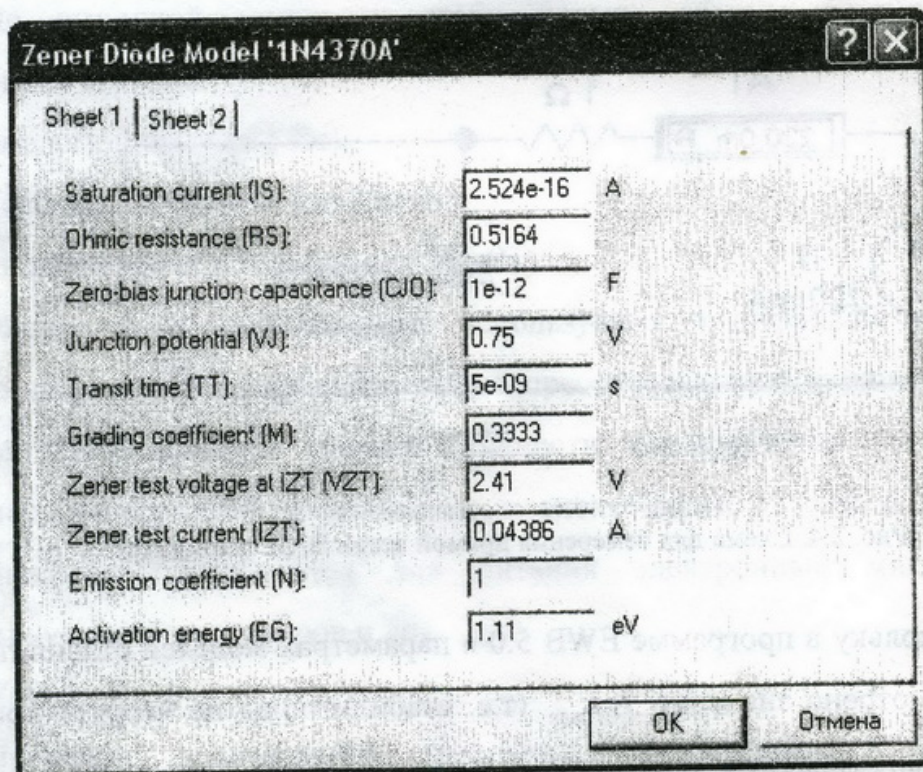 Zener Diode Model '1N4370A'
Sheet 1 Sheet 2
Saturation current (IS): 2.524e-16 A
Ohmic resistance (RS): 0.5164
Zero-bias junction capacitance (CJO): 1e-12 F
Junction potential (VJ): 0.75 V
Transit time (TT): 5e-09 s
Grading coefficient (M): 0.3333
Zener test voltage at IZT (VZT): 2.41 V
Zener test current (IZT): 0.04386 A
Emission coefficient (N): 1
Activation energy (EG): 1.11 eV
OK Отмена